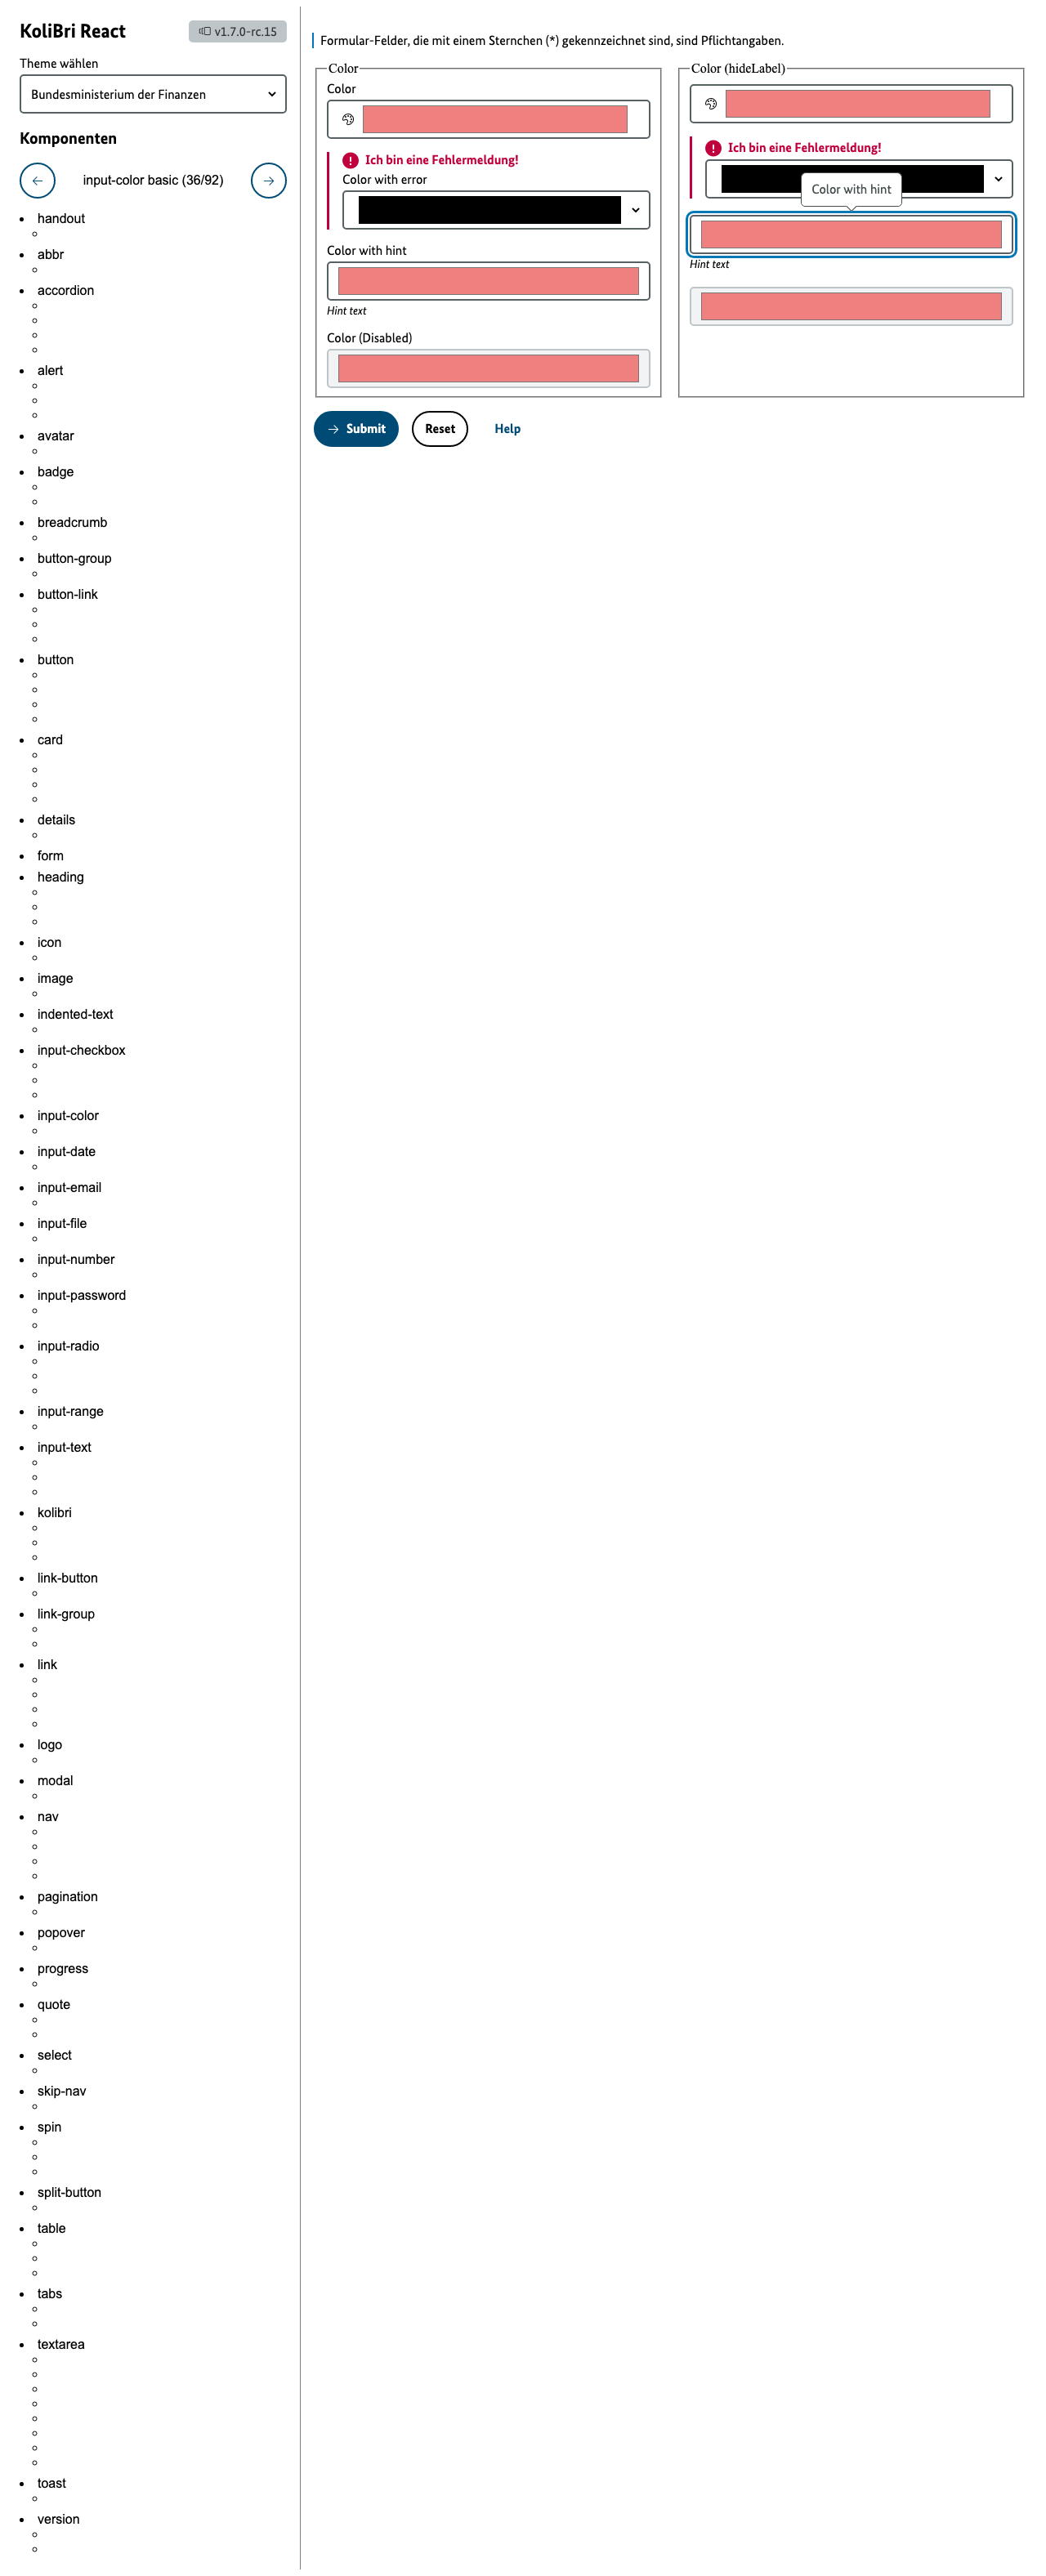 KoliBri React
v1.7.0-rc.15
Theme wählen
Bundesministerium der Finanzen
Komponenten
input-color basic (36/92)
handout
abbr
accordion
alert
avatar
badge
breadcrumb
button-group
button-link
button
card
details
form
heading
icon
image
indented-text
input-checkbox
input-color
input-date
input-email
input-file
input-number
input-password
input-radio
input-range
input-text
kolibri
link-button
link-group
link
logo
modal
nav
pagination
popover
progress
quote
select
skip-nav
spin
split-button
table
tabs
textarea
toast
version
Formular-Felder, die mit einem Sternchen (*) gekennzeichnet sind, sind Pflichtangaben.
Color
Color
Ich bin eine Fehlermeldung!
Color with error
Color with hint
Hint text
Color (Disabled)
Color (hideLabel)
Ich bin eine Fehlermeldung!
Color with hint
Hint text
Submit
Reset
Help